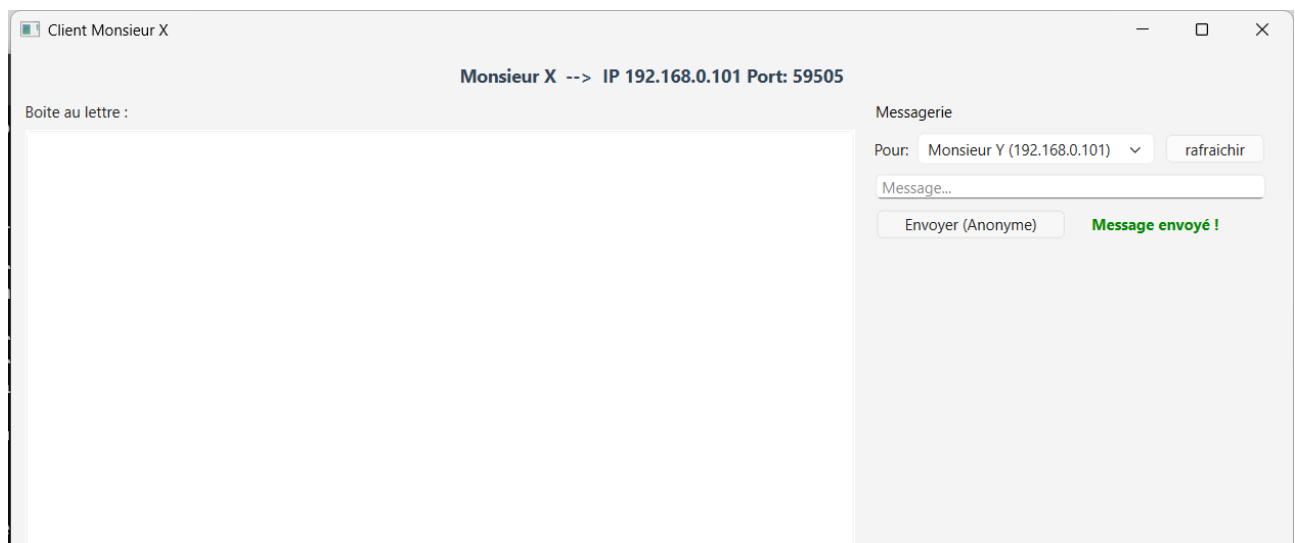 Client Monsieur X
Monsieur X --> IP 192.168.0.101 Port: 59505
Boite au lettre :
Messagerie
Pour: Monsieur Y (192.168.0.101) rafraichir
Message...
Envoyer (Anonyme) Message envoyé !